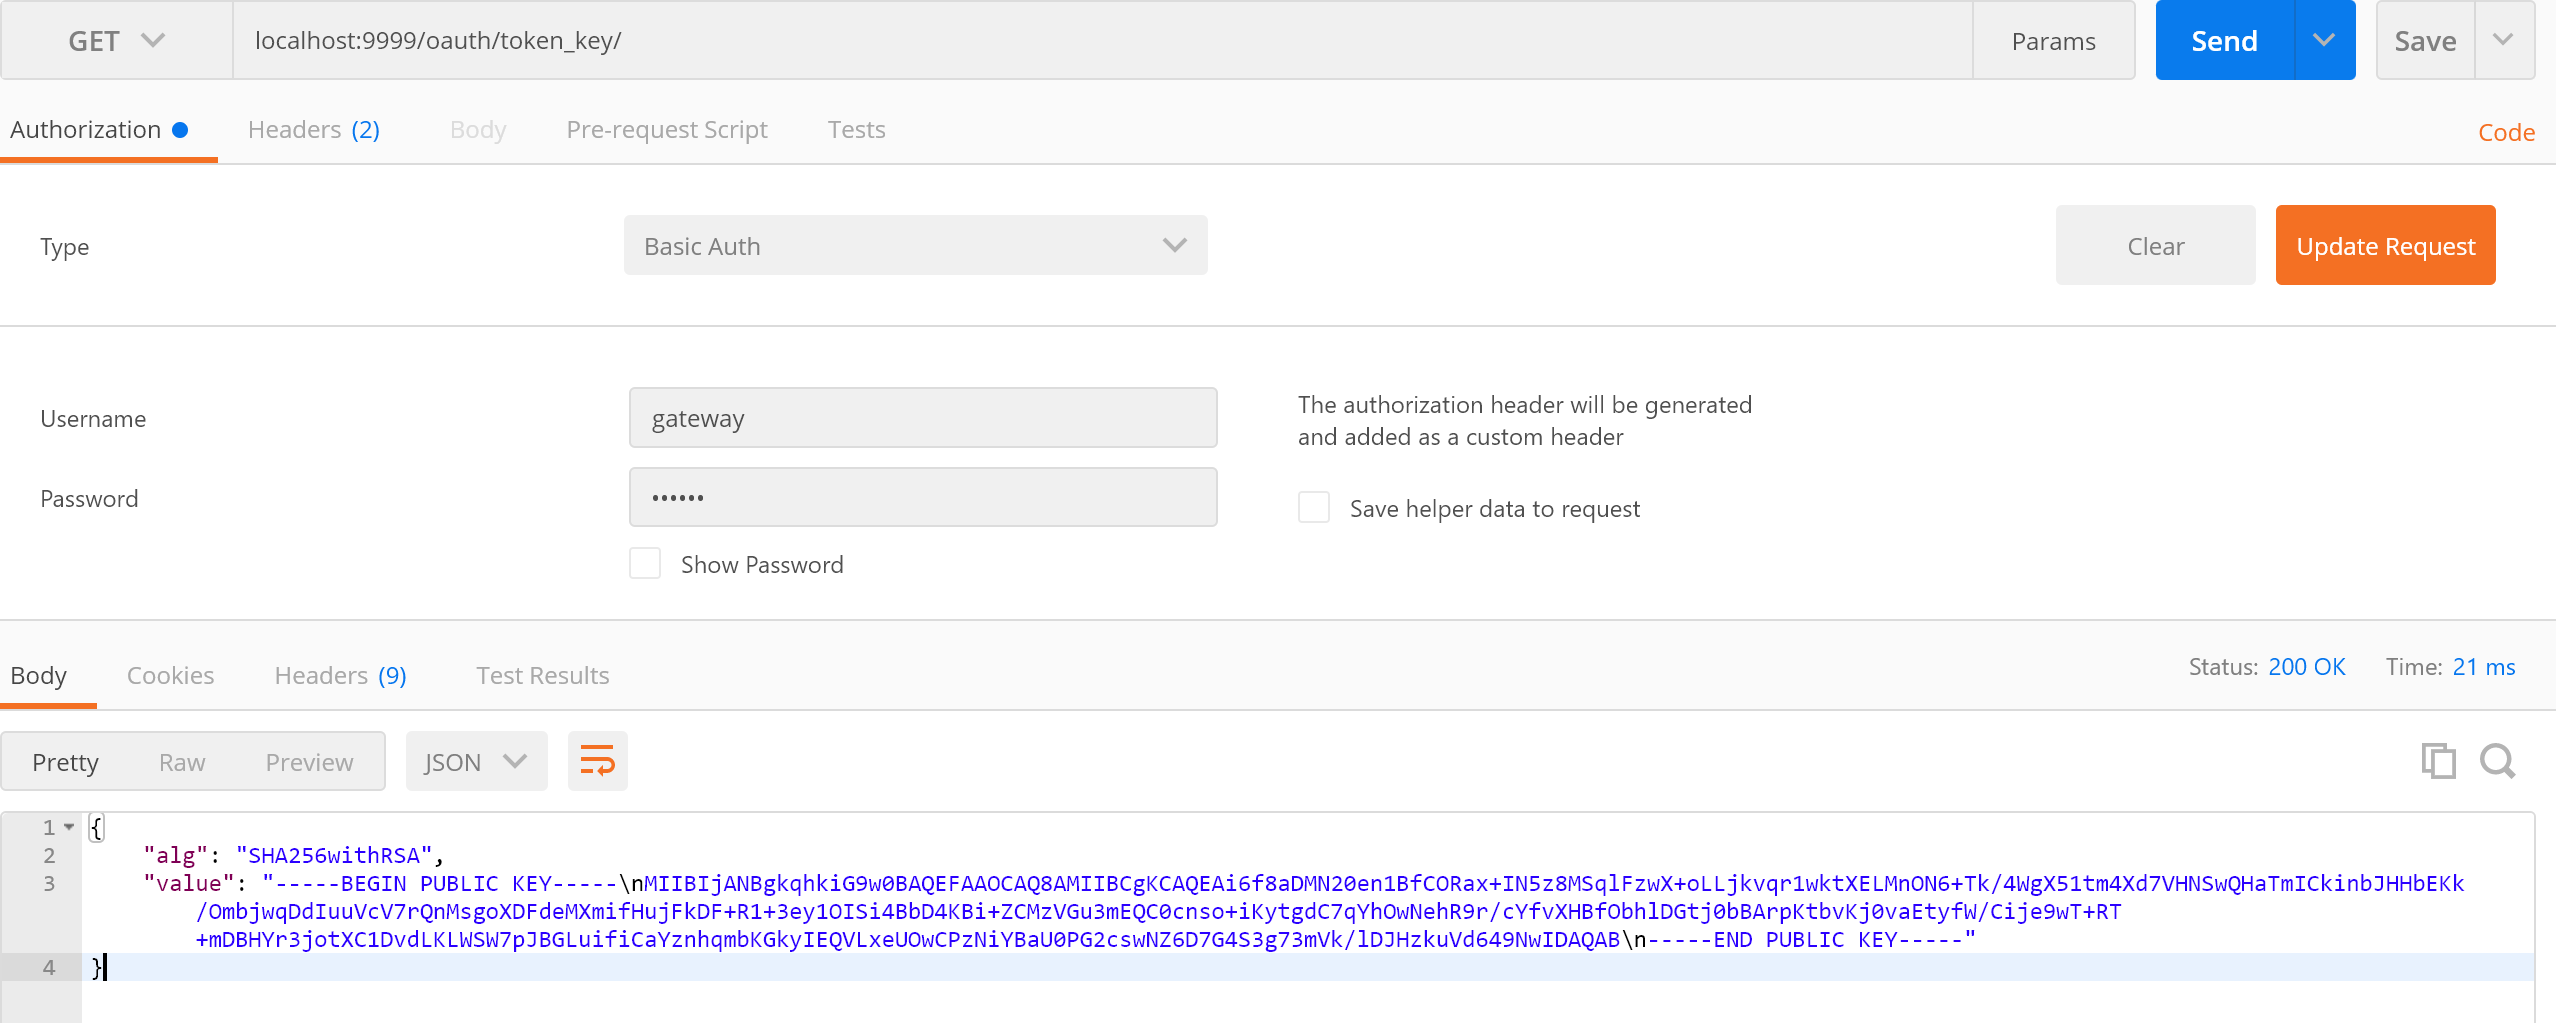 GET localhost:9999/oauth/token_key/ Params Send Save
Authorization Headers (2) Body Pre-request Script Tests Code
Type Basic Auth Clear Update Request
Username gateway The authorization header will be generated
and added as a custom header
Password •••••• Save helper data to request
Show Password
Body Cookies Headers (9) Test Results Status: 200 OK Time: 21 ms
Pretty Raw Preview JSON
1 {
2 "alg": "SHA256withRSA",
3 "value": "-----BEGIN PUBLIC KEY-----\nMIIBIjANBgkqhkiG9w0BAQEFAAOCAQ8AMIIBCgKCAQEAi6f8aDMN20en1BfCORax+IN5z8MSqlFzwX+oLLjkvqr1wktXELMnON6+Tk/4WgX51tm4Xd7VHNSwQHaTmICkinbJHHbEKk
/OmbjwqDdIuuVcV7rQnMsgoXDFdeMXmifHujFkDF+R1+3ey1OISi4BbD4KBi+ZCMzVGu3mEQC0cnso+iKytgdC7qYhOwNehR9r/cYfvXHBfObhlDGtj0bBArpKtbvKj0vaEtyfW/Cije9wT+RT
+mDBHYr3jotXC1DvdLKLWSW7pJBGLuifiCaYznhqmbKGkyIEQVLxeUOwCPzNiYBaU0PG2cswNZ6D7G4S3g73mVk/lDJHzkuVd649NwIDAQAB\n-----END PUBLIC KEY-----"
4 }